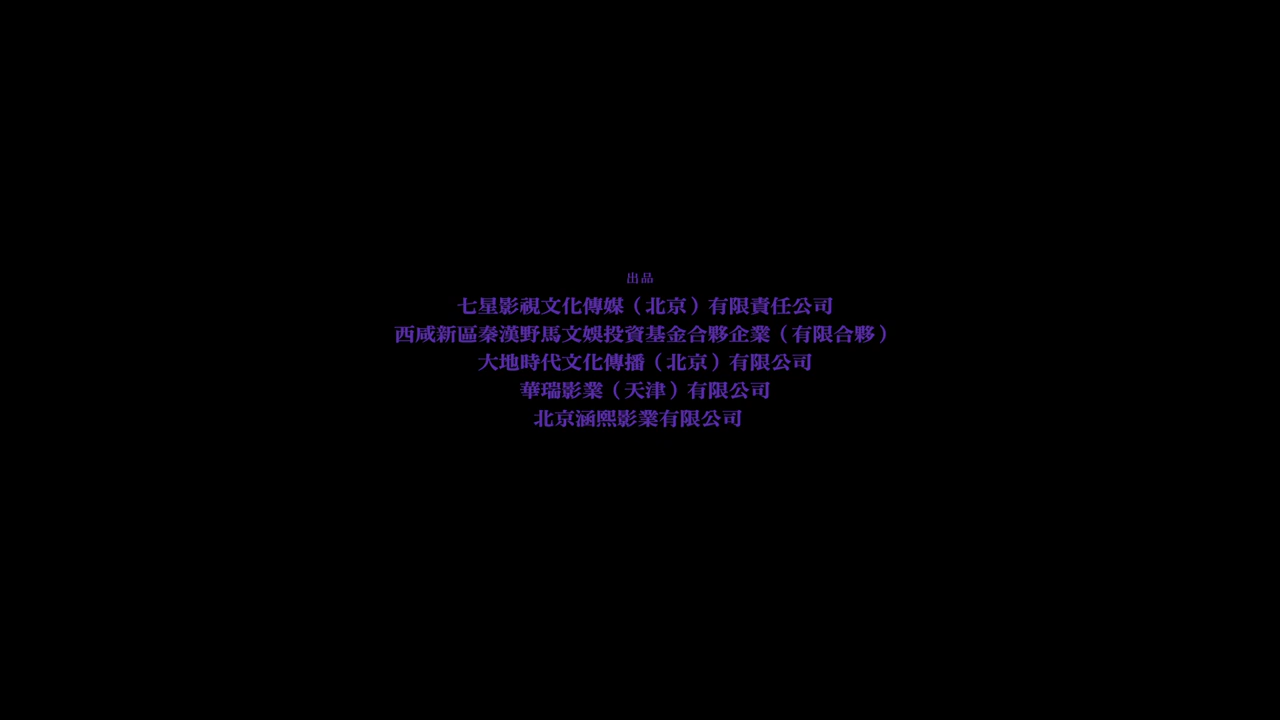 出品
七星影視文化傳媒（北京）有限責任公司
西咸新區秦漢野馬文娛投資基金合夥企業（有限合夥）
大地時代文化傳播（北京）有限公司
華瑞影業（天津）有限公司
北京涵熙影業有限公司